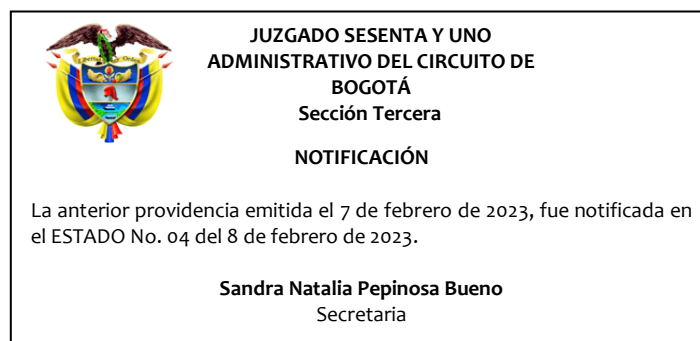 JUZGADO SESENTA Y UNO
ADMINISTRATIVO DEL CIRCUITO DE
BOGOTÁ
Sección Tercera
NOTIFICACIÓN
La anterior providencia emitida el 7 de febrero de 2023, fue notificada en
el ESTADO No. 04 del 8 de febrero de 2023.
Sandra Natalia Pepinosa Bueno
Secretaria